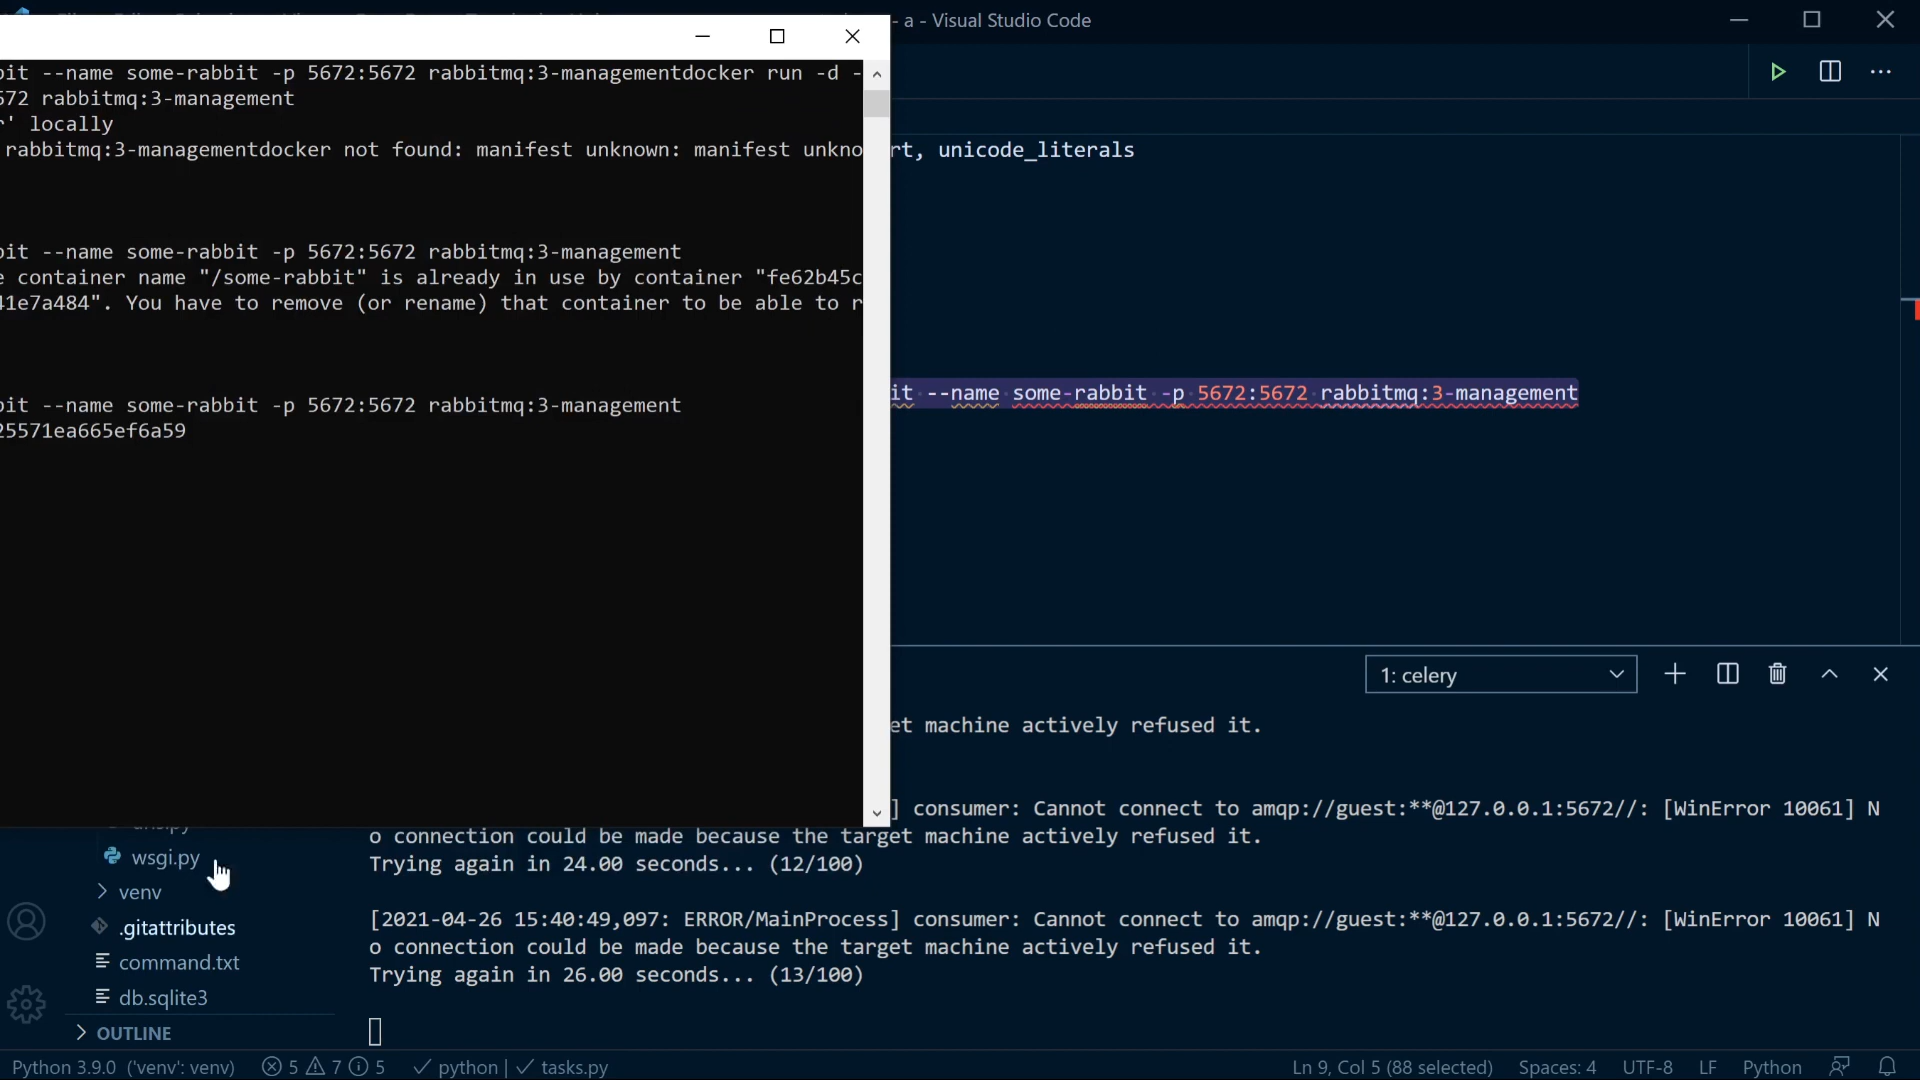 - a - Visual Studio Code
it --name some-rabbit -p 5672:5672 rabbitmq:3-managementdocker run -d -
572 rabbitmq:3-management
r' locally
rabbitmq:3-managementdocker not found: manifest unknown: manifest unkno
rt, unicode_literals
it --name some-rabbit -p 5672:5672 rabbitmq:3-management
e container name "/some-rabbit" is already in use by container "fe62b45c
41e7a484". You have to remove (or rename) that container to be able to r
it --name some-rabbit -p 5672:5672 rabbitmq:3-management
it --name some-rabbit -p 5672:5672 rabbitmq:3-management
25571ea665ef6a59
1: celery
et machine actively refused it.
] consumer: Cannot connect to amqp://guest:**@127.0.0.1:5672//: [WinError 10061] N
o connection could be made because the target machine actively refused it.
Trying again in 24.00 seconds... (12/100)
[2021-04-26 15:40:49,097: ERROR/MainProcess] consumer: Cannot connect to amqp://guest:**@127.0.0.1:5672//: [WinError 10061] N
o connection could be made because the target machine actively refused it.
Trying again in 26.00 seconds... (13/100)
wsgi.py
venv
.gitattributes
command.txt
db.sqlite3
OUTLINE
Python 3.9.0 ('venv': venv) 5 7 5 python | tasks.py Ln 9, Col 5 (88 selected) Spaces: 4 UTF-8 LF Python